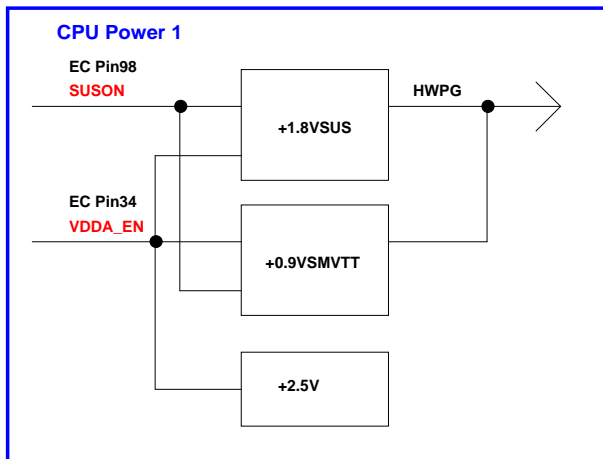 CPU Power 1
EC Pin98
SUSON
HWPG
+1.8VSUS
EC Pin34
VDDA_EN
+0.9VSMVTT
+2.5V